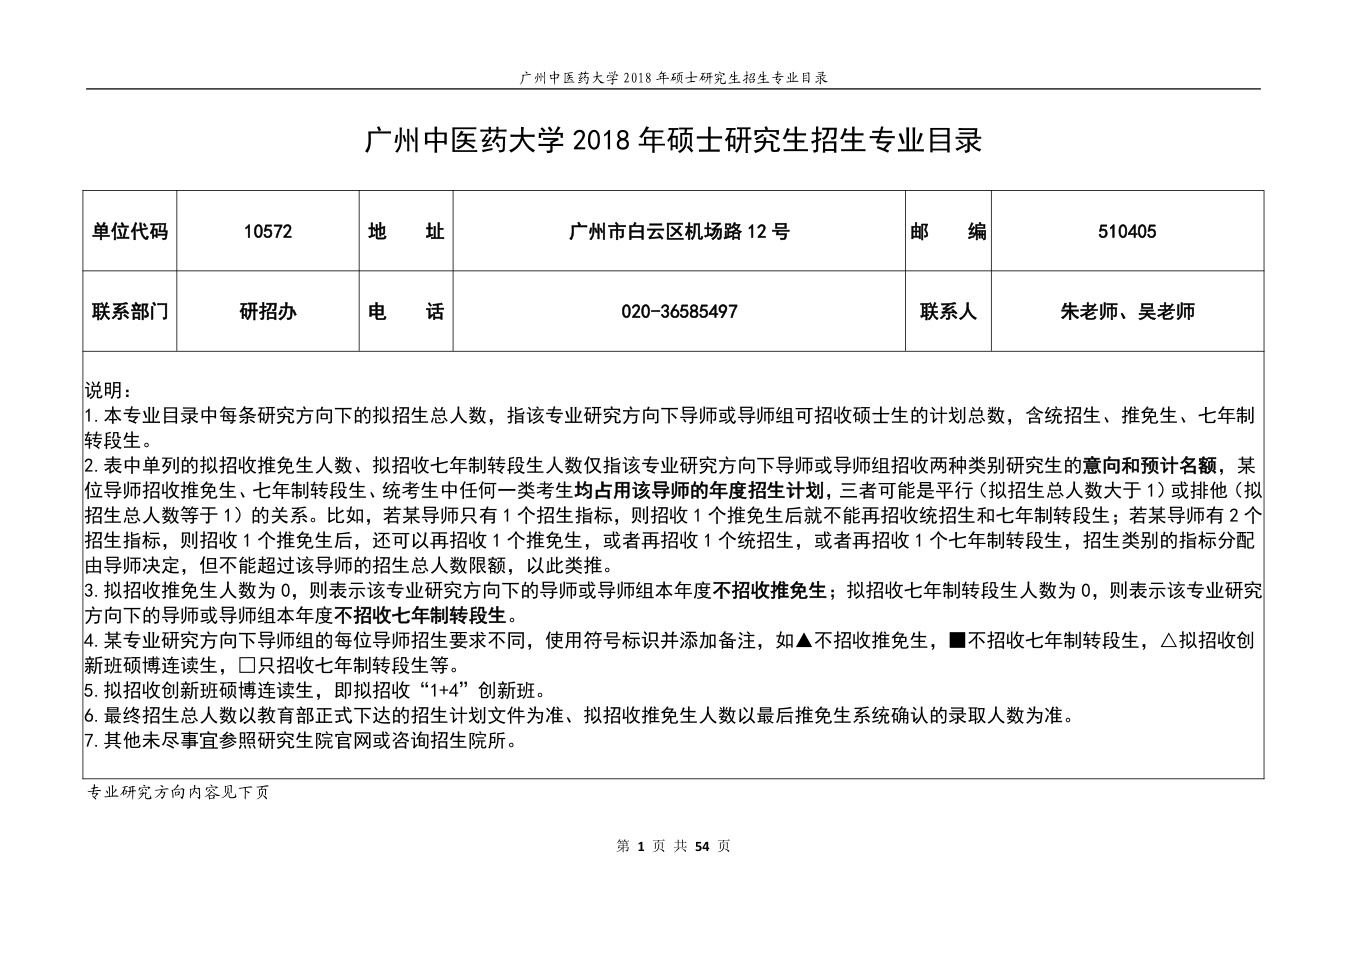 广州中医药大学 2018 年硕士研究生招生专业目录
广州中医药大学 2018 年硕士研究生招生专业目录
单位代码 10572 地 址 广州市白云区机场路 12 号 邮 编 510405
联系部门 研招办 电 话 020-36585497 联系人 朱老师、吴老师
说明：
1.本专业目录中每条研究方向下的拟招生总人数，指该专业研究方向下导师或导师组可招收硕士生的计划总数，含统招生、推免生、七年制
转段生。
2.表中单列的拟招收推免生人数、拟招收七年制转段生人数仅指该专业研究方向下导师或导师组招收两种类别研究生的意向和预计名额，某
位导师招收推免生、七年制转段生、统考生中任何一类考生均占用该导师的年度招生计划，三者可能是平行（拟招生总人数大于 1）或排他（拟
招生总人数等于 1）的关系。比如，若某导师只有 1 个招生指标，则招收 1 个推免生后就不能再招收统招生和七年制转段生；若某导师有 2 个
招生指标，则招收 1 个推免生后，还可以再招收 1 个推免生，或者再招收 1 个统招生，或者再招收 1 个七年制转段生，招生类别的指标分配
由导师决定，但不能超过该导师的招生总人数限额，以此类推。
3.拟招收推免生人数为 0，则表示该专业研究方向下的导师或导师组本年度不招收推免生；拟招收七年制转段生人数为 0，则表示该专业研究
方向下的导师或导师组本年度不招收七年制转段生。
4.某专业研究方向下导师组的每位导师招生要求不同，使用符号标识并添加备注，如▲不招收推免生，■不招收七年制转段生，△拟招收创
新班硕博连读生，□只招收七年制转段生等。
5.拟招收创新班硕博连读生，即拟招收“1+4”创新班。
6.最终招生总人数以教育部正式下达的招生计划文件为准、拟招收推免生人数以最后推免生系统确认的录取人数为准。
7.其他未尽事宜参照研究生院官网或咨询招生院所。
专业研究方向内容见下页
第 1 页 共 54 页